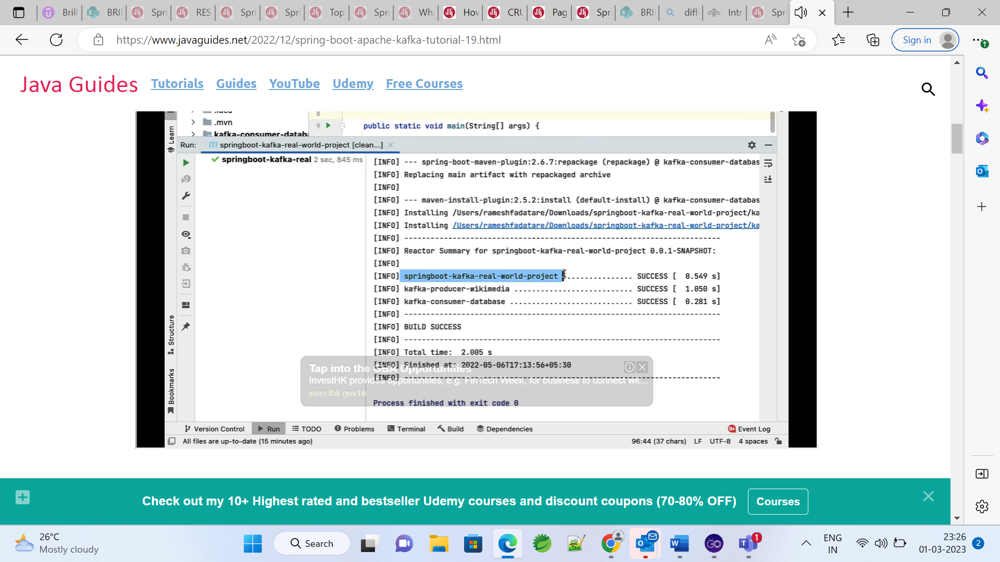 Brill
BRII
Spri
RES
Spri
Spri
Top
Spri
Wha
How
CRU
Pag
Spri
BRII
diff
Intr
Spr
https://www.javaguides.net/2022/12/spring-boot-apache-kafka-tutorial-19.html
Sign in
Java Guides Tutorials Guides YouTube Udemy Free Courses
8
.mvn
9 public static void main(String[] args) {
kafka-consumer-databa
Learn
Run: springboot-kafka-real-world-project [clean...]
springboot-kafka-real 2 sec, 845 ms
[INFO] --- spring-boot-maven-plugin:2.6.7:repackage (repackage) @ kafka-consumer-databas
[INFO] Replacing main artifact with repackaged archive
[INFO]
[INFO] --- maven-install-plugin:2.5.2:install (default-install) @ kafka-consumer-databas
[INFO] Installing /Users/rameshfadatare/Downloads/springboot-kafka-real-world-project/ka
[INFO] Installing /Users/rameshfadatare/Downloads/springboot-kafka-real-world-project/ka
[INFO] ------------------------------------------------------------------------
[INFO] Reactor Summary for springboot-kafka-real-world-project 0.0.1-SNAPSHOT:
[INFO]
[INFO] springboot-kafka-real-world-project ................ SUCCESS [  0.549 s]
[INFO] kafka-producer-wikimedia ........................... SUCCESS [  1.050 s]
[INFO] kafka-consumer-database ............................ SUCCESS [  0.281 s]
[INFO] ------------------------------------------------------------------------
[INFO] BUILD SUCCESS
[INFO] ------------------------------------------------------------------------
[INFO] Total time:  2.005 s
[INFO] Finished at: 2022-05-06T17:13:56+05:30
[INFO] ------------------------------------------------------------------------
Process finished with exit code 0
Tap into the GBA Opportunities
InvestHK provides opportunities, e.g. FinTech Week, for business to connect wit...
investhk.gov.hk
Structure
Bookmarks
Version Control Run TODO Problems Terminal Build Dependencies 9+ Event Log
All files are up-to-date (15 minutes ago) 96:44 (37 chars) LF UTF-8 4 spaces
Check out my 10+ Highest rated and bestseller Udemy courses and discount coupons (70-80% OFF) Courses
26°C
Mostly cloudy
Search
1
ENG
IN
23:26
01-03-2023
2